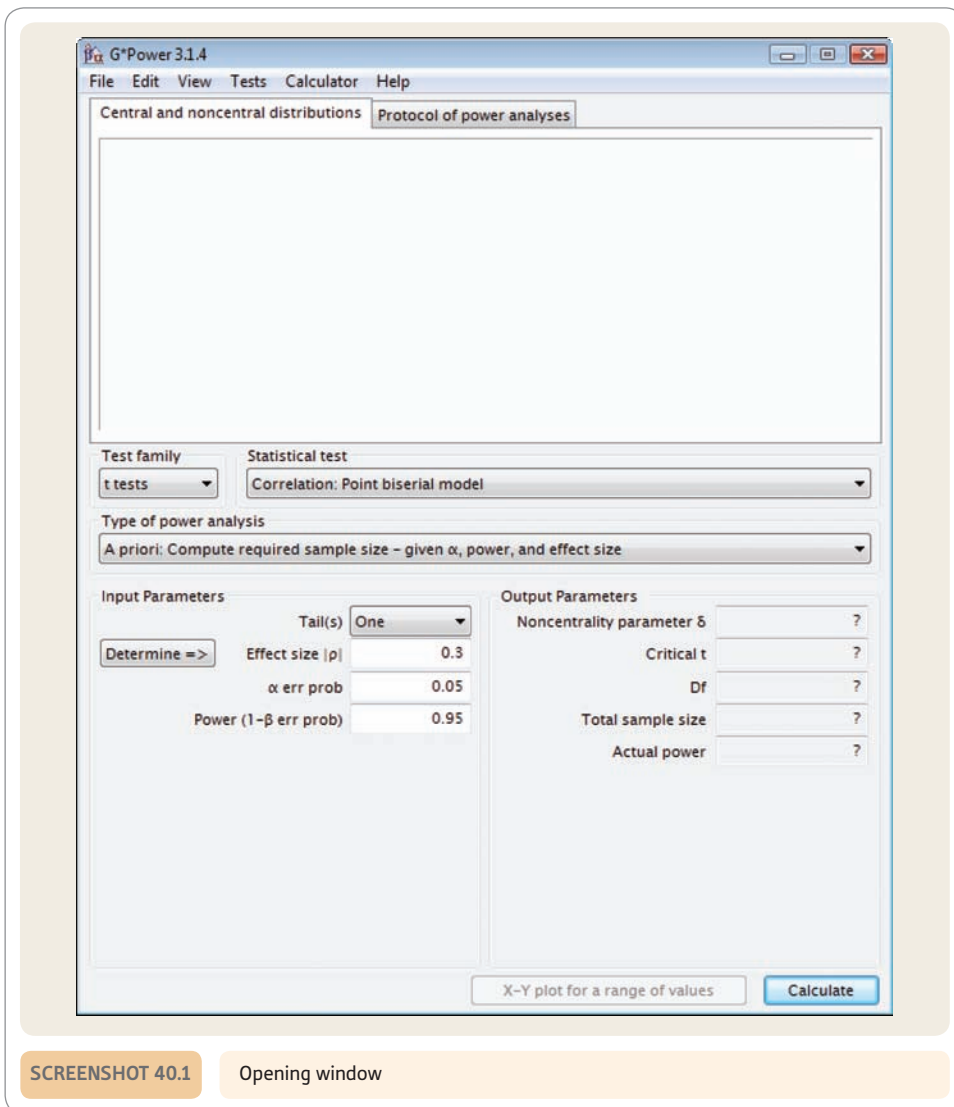 G*Power 3.1.4
File Edit View Tests Calculator Help
Central and noncentral distributions Protocol of power analyses
Test family Statistical test
t tests Correlation: Point biserial model
Type of power analysis
A priori: Compute required sample size – given α, power, and effect size
Input Parameters
Tail(s) One
Determine => Effect size |ρ| 0.3
α err prob 0.05
Power (1–β err prob) 0.95
Output Parameters
Noncentrality parameter δ ?
Critical t ?
Df ?
Total sample size ?
Actual power ?
X–Y plot for a range of values Calculate
SCREENSHOT 40.1 Opening window